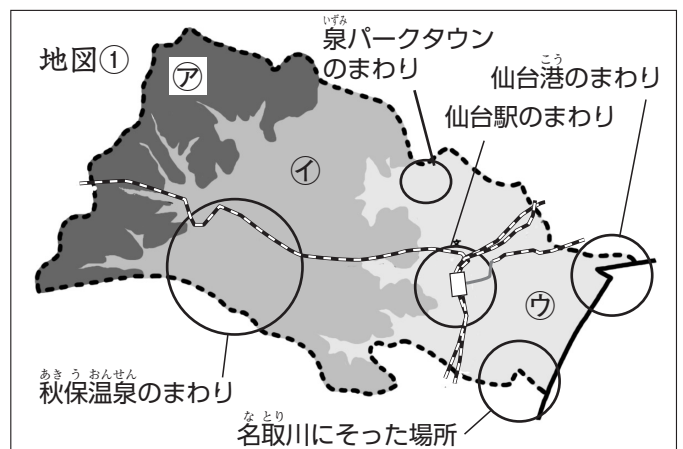 地図①
㋐
㋑
㋒
いずみ
泉パークタウン
のまわり
こう
仙台港のまわり
仙台駅のまわり
あきうおんせん
秋保温泉のまわり
なとり
名取川にそった場所